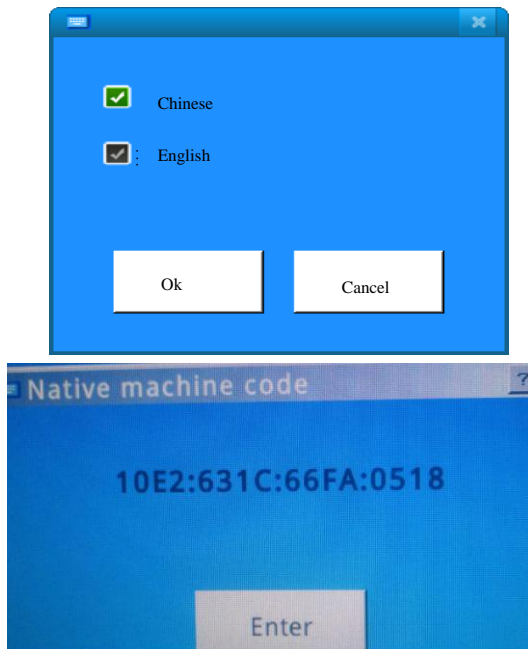 Chinese
: English
Ok
Cancel
Native machine code
?
10E2:631C:66FA:0518
Enter